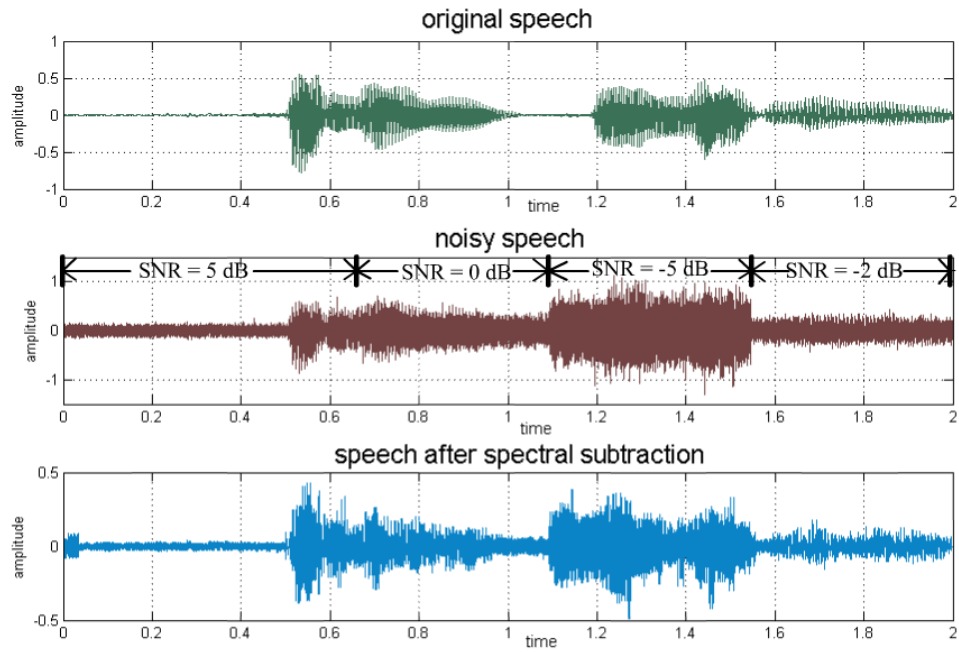 original speech
1
0.5
0
-0.5
-1
amplitude
0 0.2 0.4 0.6 0.8 1 1.2 1.4 1.6 1.8 2
time
noisy speech
SNR = 5 dB SNR = 0 dB SNR = -5 dB SNR = -2 dB
1
0
-1
amplitude
0 0.2 0.4 0.6 0.8 1 1.2 1.4 1.6 1.8 2
time
speech after spectral subtraction
0.5
0
-0.5
amplitude
0 0.2 0.4 0.6 0.8 1 1.2 1.4 1.6 1.8 2
time